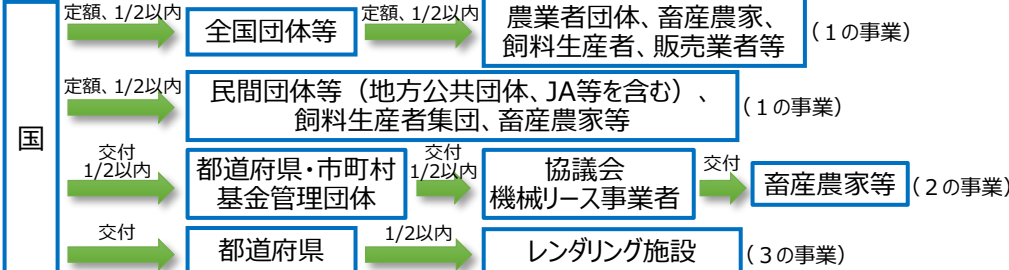 国
定額、1/2以内
全国団体等
定額、1/2以内
農業者団体、畜産農家、
飼料生産者、販売業者等
（１の事業）
定額、1/2以内
民間団体等（地方公共団体、JA等を含む）、
飼料生産者集団、畜産農家等
（１の事業）
交付
1/2以内
都道府県・市町村
基金管理団体
交付
1/2以内
協議会
機械リース事業者
交付
畜産農家等
（２の事業）
交付
都道府県
1/2以内
レンダリング施設
（３の事業）